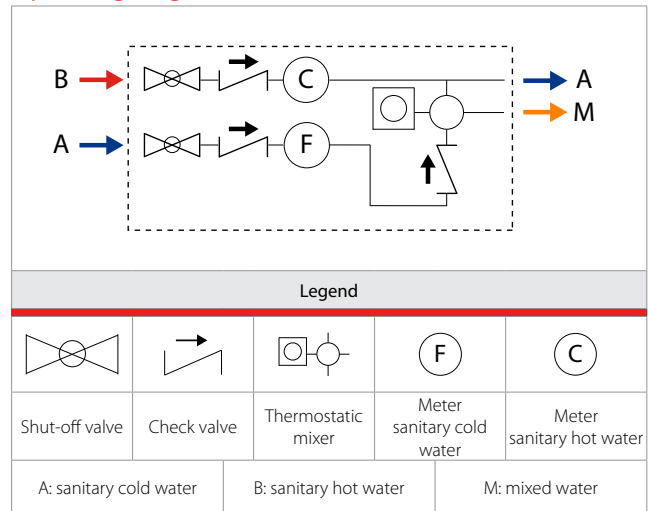 B
C
A
M
A
F
Legend
F
C
Shut-off valve
Check valve
Thermostatic
mixer
Meter
sanitary cold
water
Meter
sanitary hot water
A: sanitary cold water
B: sanitary hot water
M: mixed water